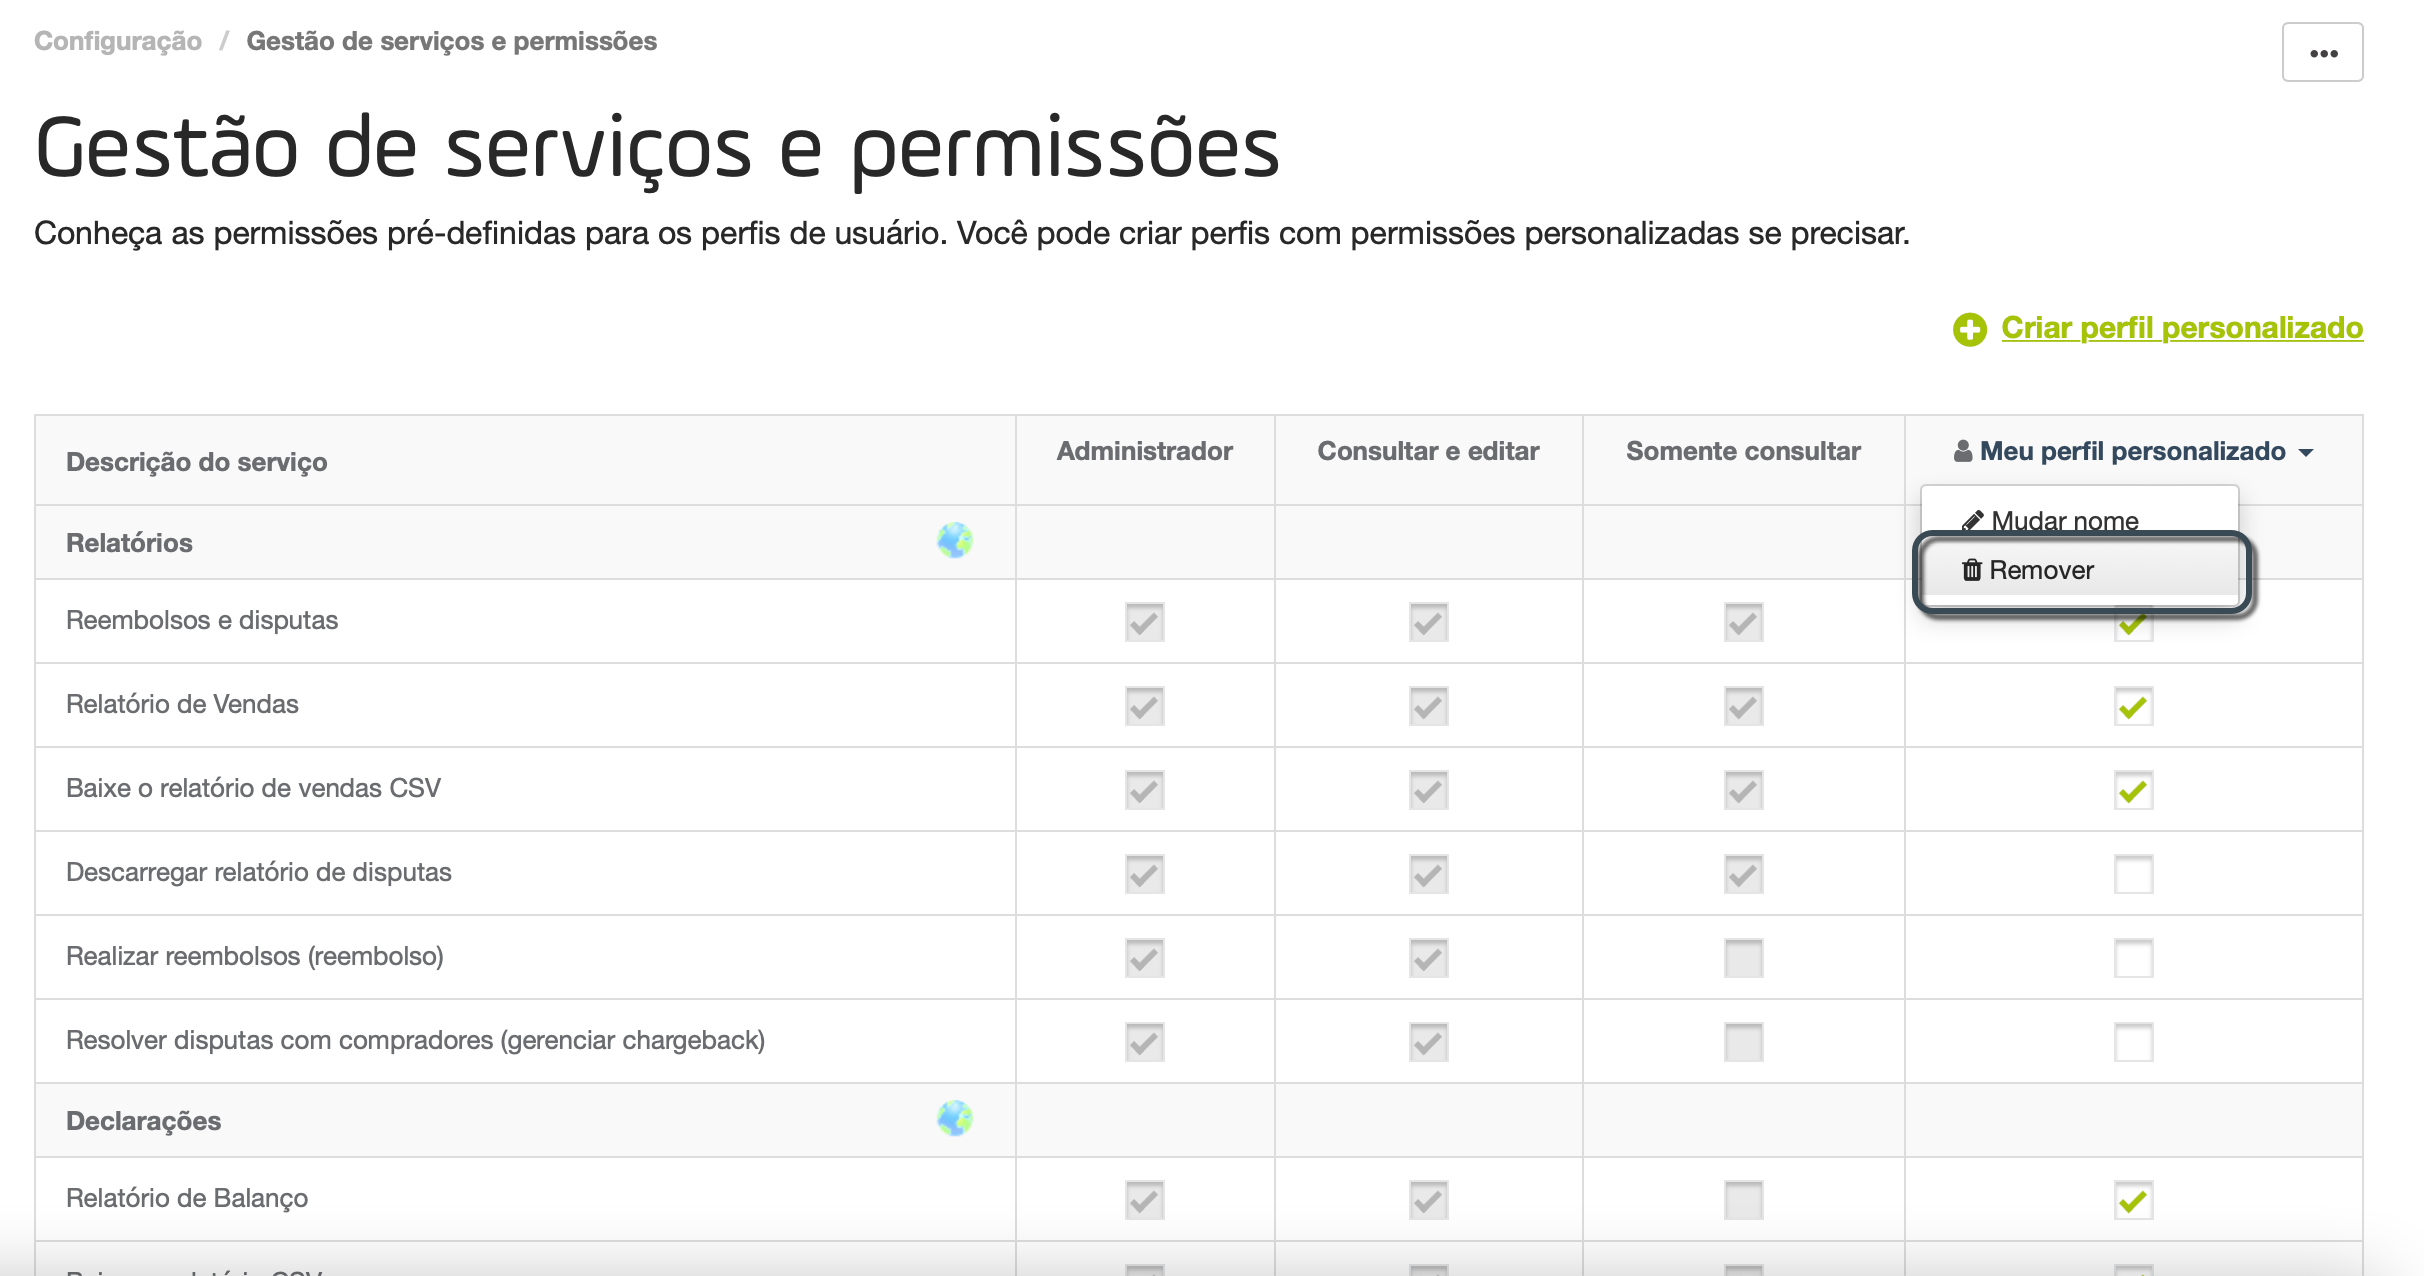 Configuração / Gestão de serviços e permissões
Gestão de serviços e permissões
Conheça as permissões pré-definidas para os perfis de usuário. Você pode criar perfis com permissões personalizadas se precisar.
Criar perfil personalizado
Descrição do serviço Administrador Consultar e editar Somente consultar Meu perfil personalizado
Mudar nome
Remover
Relatórios
Reembolsos e disputas
Relatório de Vendas
Baixe o relatório de vendas CSV
Descarregar relatório de disputas
Realizar reembolsos (reembolso)
Resolver disputas com compradores (gerenciar chargeback)
Declarações
Relatório de Balanço